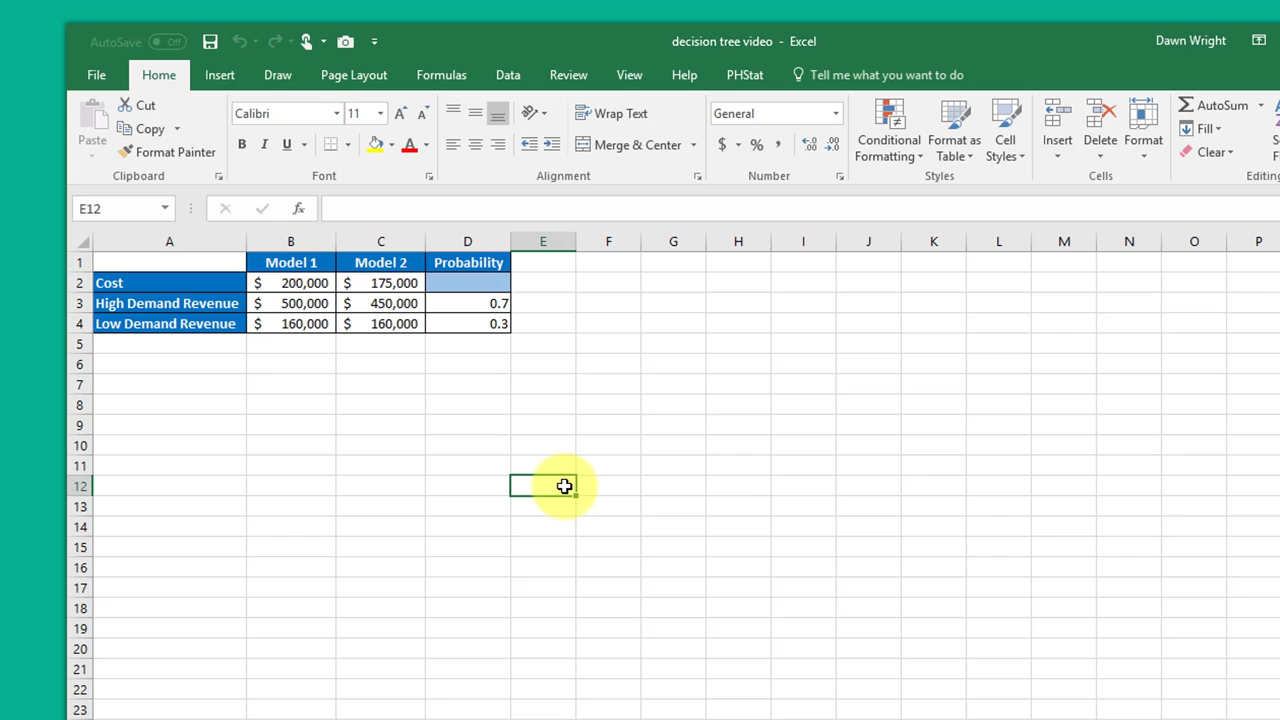 AutoSave Off
decision tree video - Excel
Dawn Wright
File Home Insert Draw Page Layout Formulas Data Review View Help PHStat Tell me what you want to do
Paste
Cut
Copy
Format Painter
Clipboard
Calibri 11
B I U
A A
Font
Wrap Text
Merge & Center
Alignment
General
$ % ,
Number
Conditional Formatting
Format as Table
Cell Styles
Styles
Insert
Delete
Format
Cells
AutoSum
Fill
Clear
E12
fx
A B C D E F G H I J K L M N O P
1 Model 1 Model 2 Probability
2 Cost $ 200,000 $ 175,000
3 High Demand Revenue $ 500,000 $ 450,000 0.7
4 Low Demand Revenue $ 160,000 $ 160,000 0.3
5
6
7
8
9
10
11
12
13
14
15
16
17
18
19
20
21
22
23